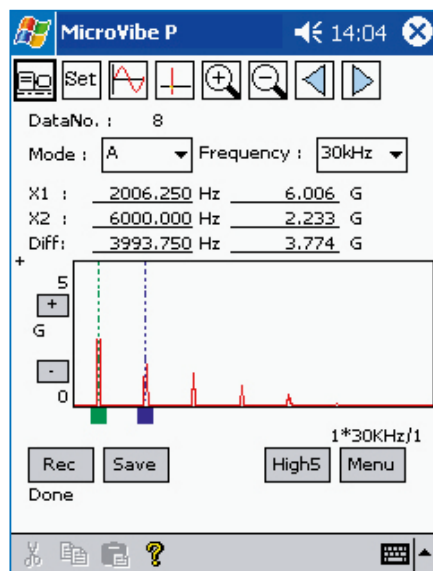 MicroVibe P 14:04
Set
DataNo. : 8
Mode : A Frequency : 30kHz
X1 : 2006.250 Hz 6.006 G
X2 : 6000.000 Hz 2.233 G
Diff: 3993.750 Hz 3.774 G
+
5
+
G
-
0
1*30KHz/1
Rec Save High5 Menu
Done
?